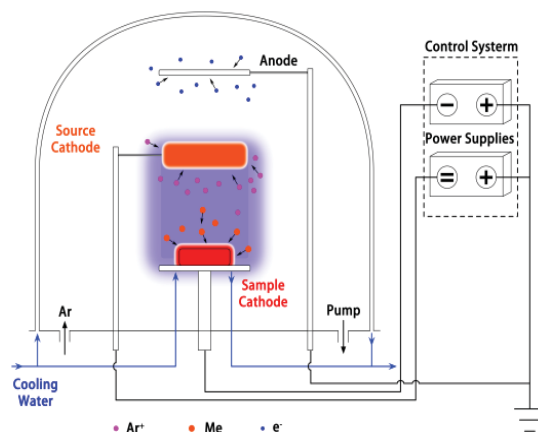 Control Systerm
Anode
Source
Cathode
Power Supplies
− +
= +
Sample
Cathode
Ar
Pump
Cooling
Water
Ar⁺ Me e⁻